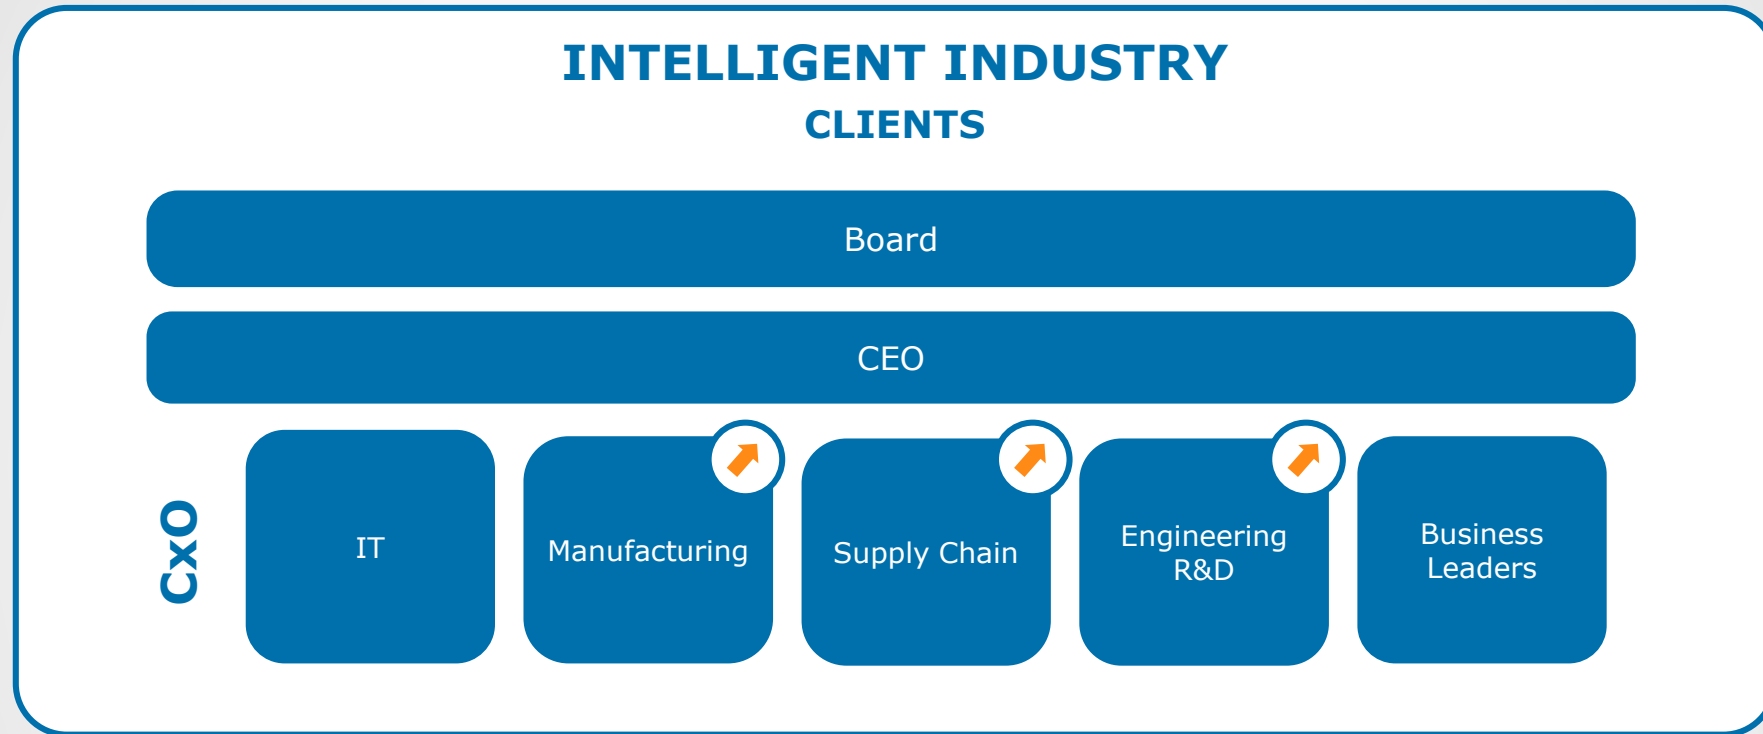 INTELLIGENT INDUSTRY
CLIENTS
Board
CEO
CxO
IT
Manufacturing
Supply Chain
Engineering
R&D
Business
Leaders